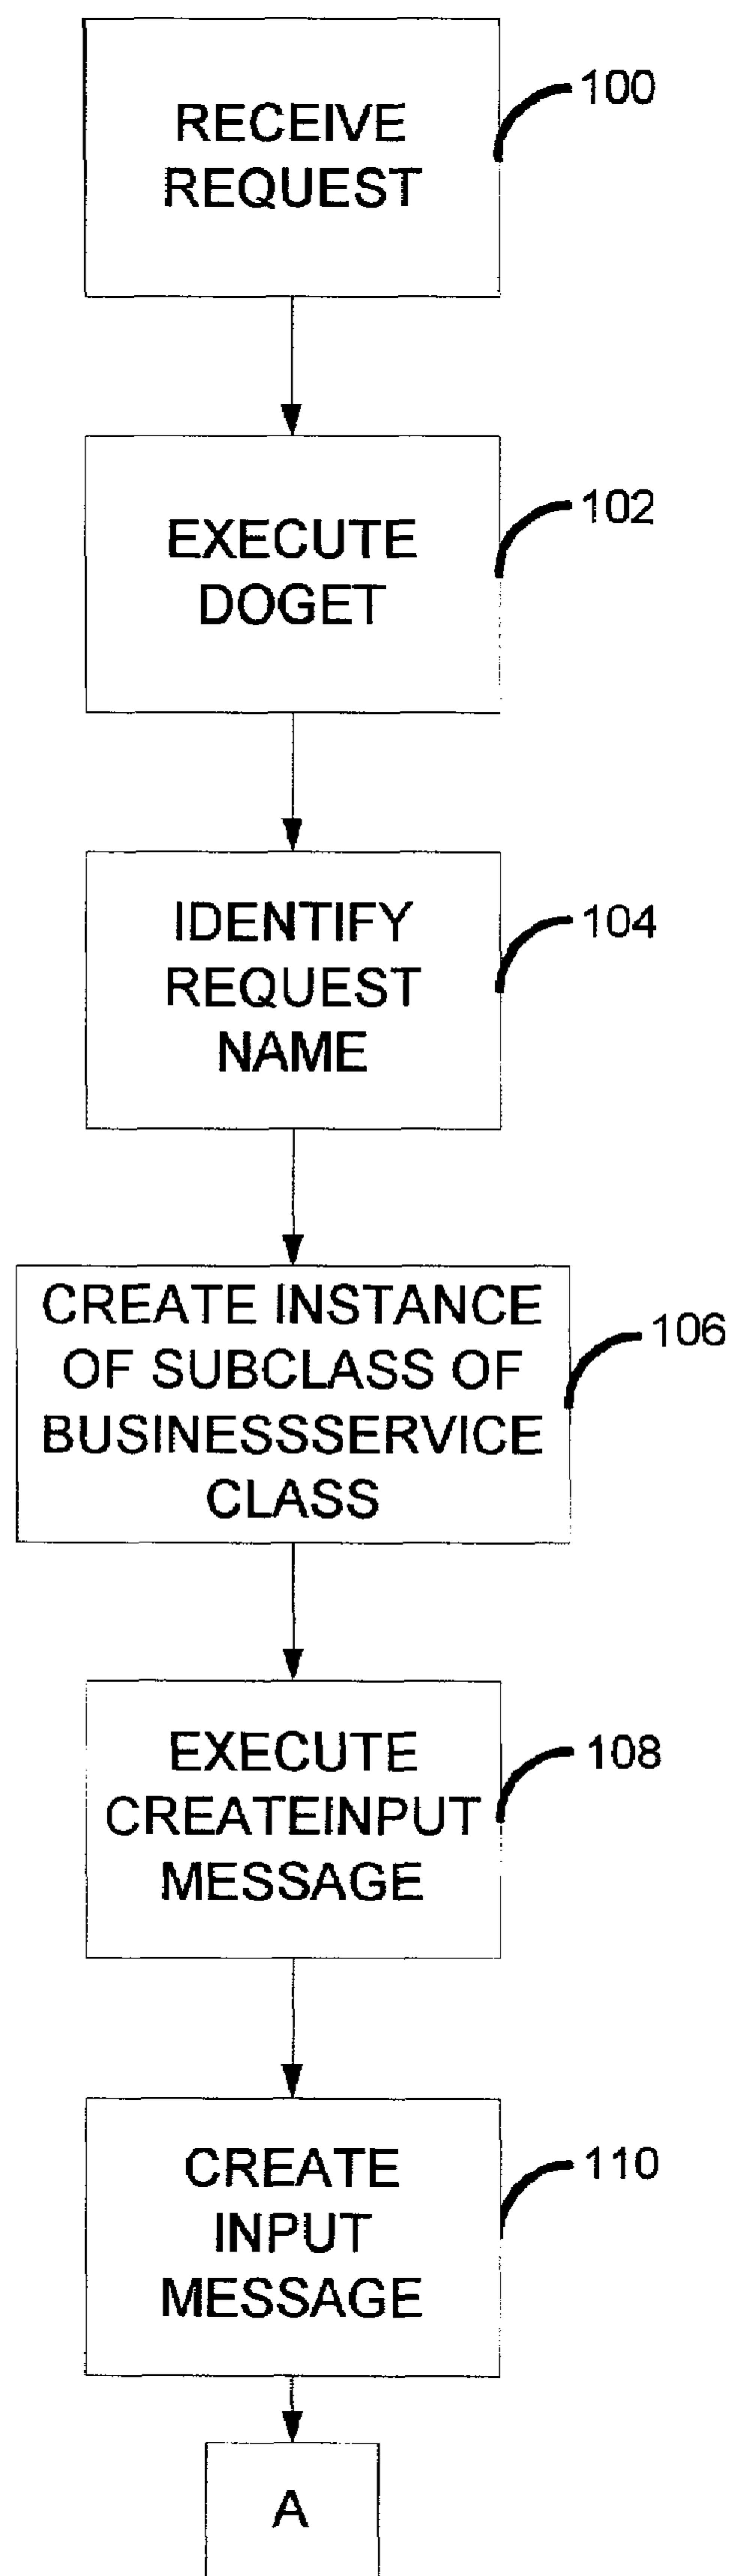 RECEIVE
REQUEST
100
EXECUTE
DOGET
102
IDENTIFY
REQUEST
NAME
104
CREATE INSTANCE
OF SUBCLASS OF
BUSINESSSERVICE
CLASS
106
EXECUTE
CREATEINPUT
MESSAGE
108
CREATE
INPUT
MESSAGE
110
A